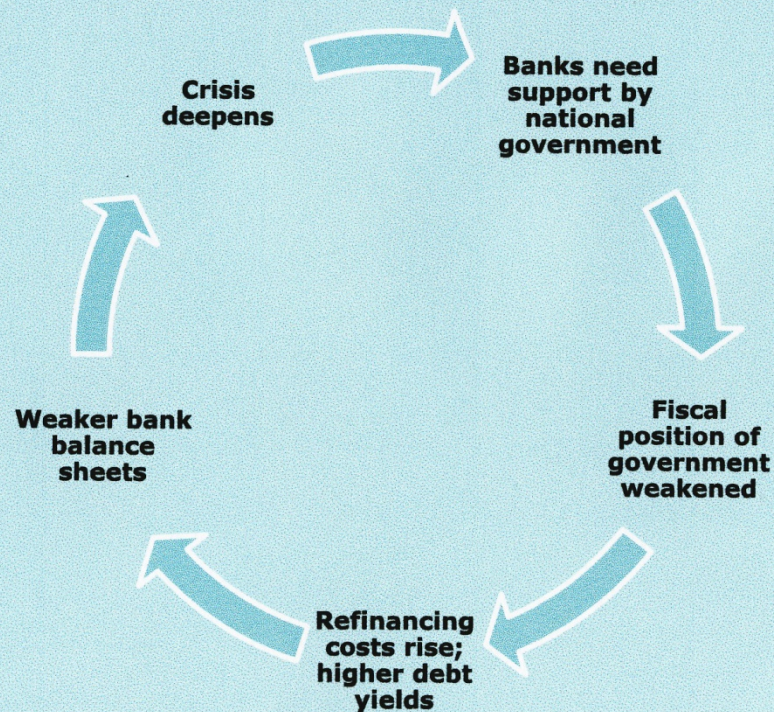 Crisis
deepens
Banks need
support by
national
government
Fiscal
position of
government
weakened
Refinancing
costs rise;
higher debt
yields
Weaker bank
balance
sheets